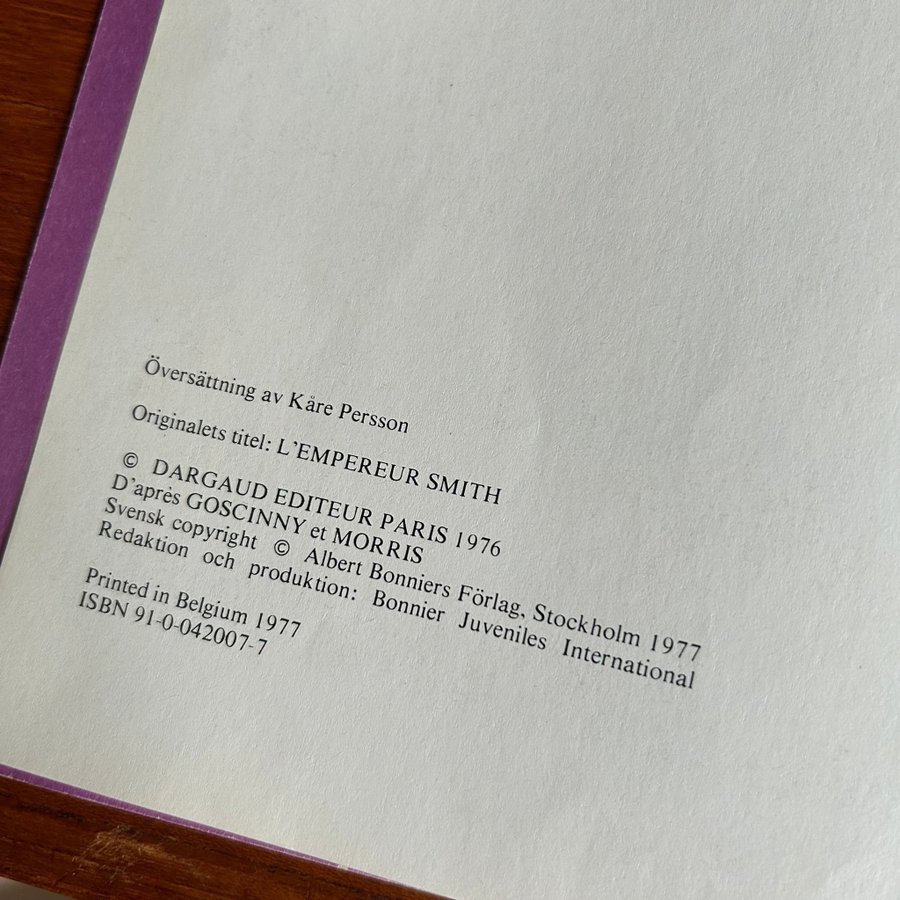 Översättning av Kåre Persson
Originalets titel: L'EMPEREUR SMITH
© DARGAUD EDITEUR PARIS 1976
D'après GOSCINNY et MORRIS
Svensk copyright © Albert Bonniers Förlag, Stockholm 1977
Redaktion och produktion: Bonnier Juveniles International
Printed in Belgium 1977
ISBN 91-0-042007-7